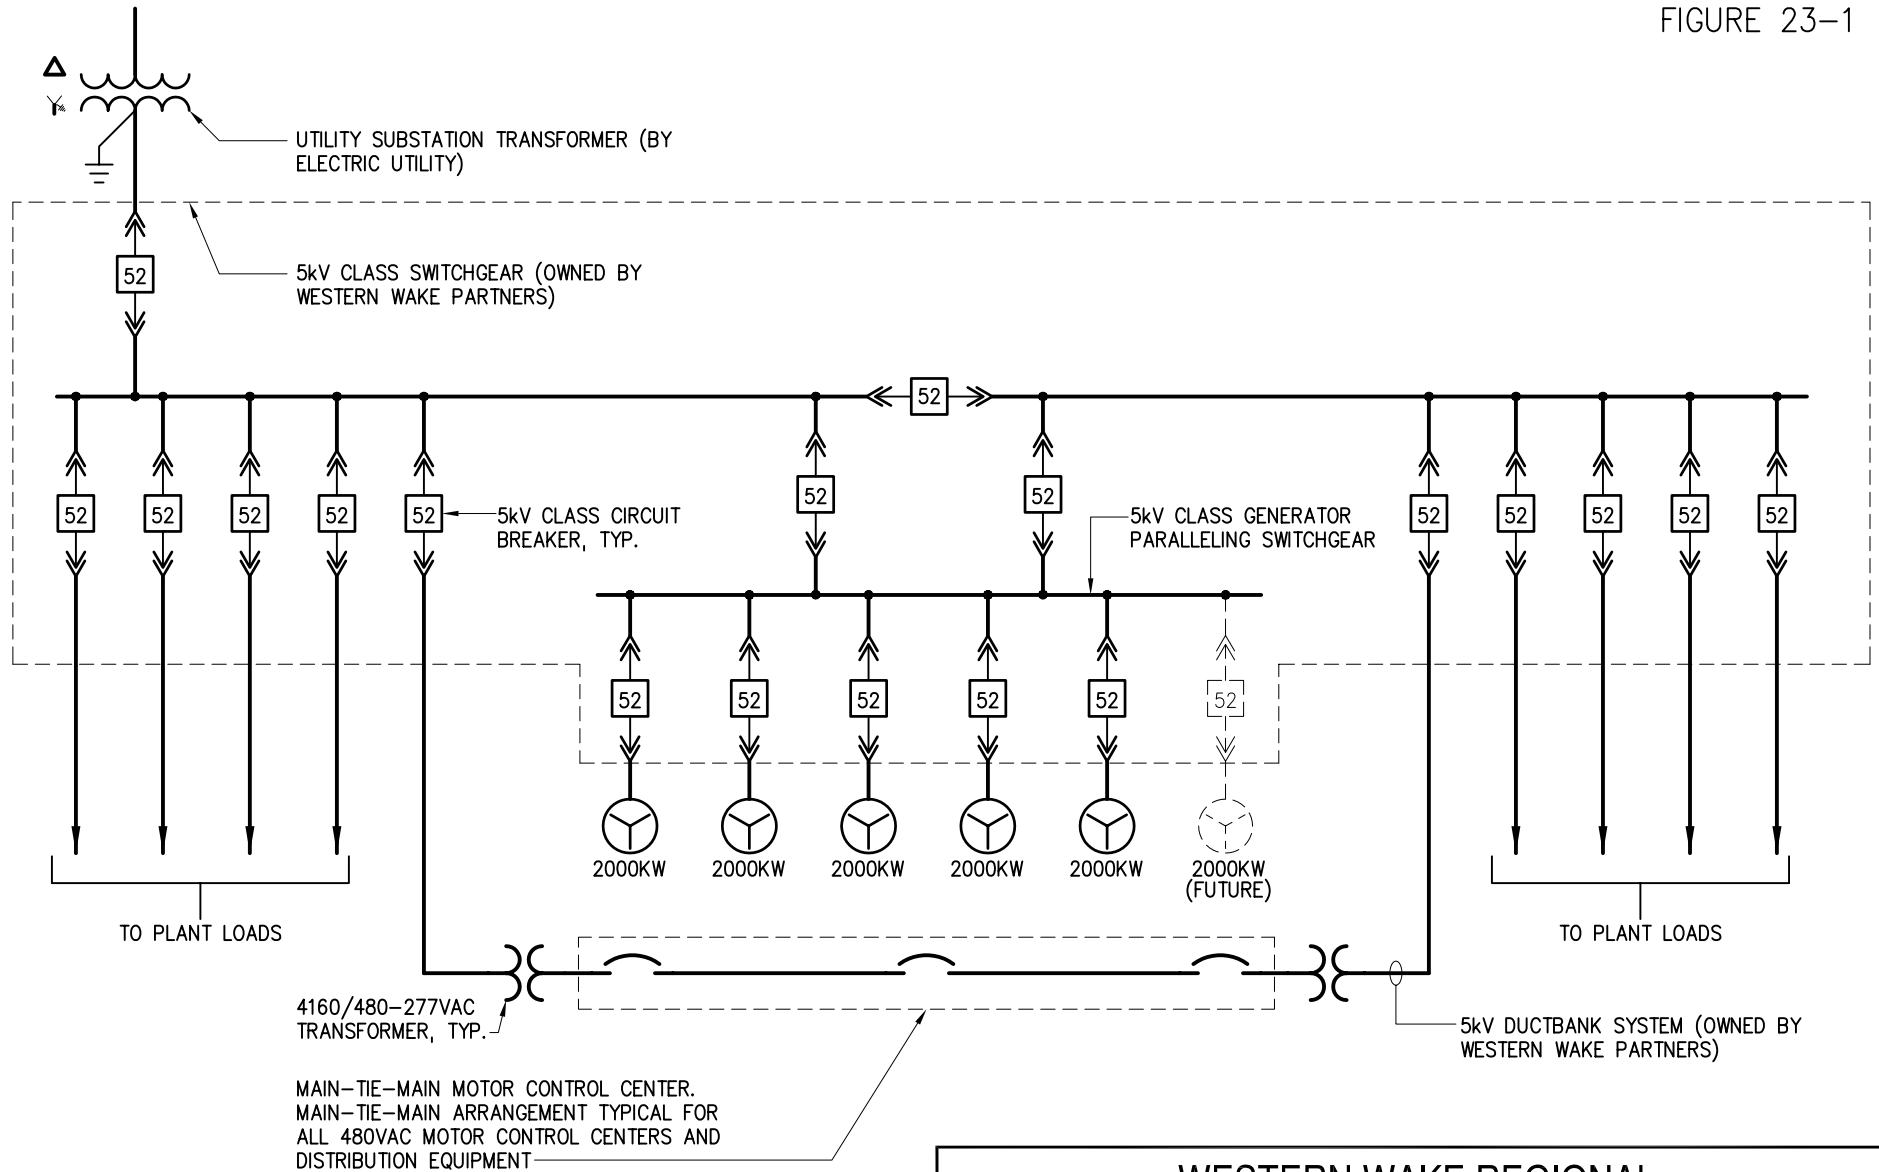 FIGURE 23-1
UTILITY SUBSTATION TRANSFORMER (BY
ELECTRIC UTILITY)
52
5kV CLASS SWITCHGEAR (OWNED BY
WESTERN WAKE PARTNERS)
52
52
52
52
52
52
52
52
5kV CLASS CIRCUIT
BREAKER, TYP.
52
52
5kV CLASS GENERATOR
PARALLELING SWITCHGEAR
52
52
52
52
52
52
52
52
52
52
52
2000KW
2000KW
2000KW
2000KW
2000KW
2000KW
(FUTURE)
TO PLANT LOADS
TO PLANT LOADS
4160/480-277VAC
TRANSFORMER, TYP.
5kV DUCTBANK SYSTEM (OWNED BY
WESTERN WAKE PARTNERS)
MAIN-TIE-MAIN MOTOR CONTROL CENTER.
MAIN-TIE-MAIN ARRANGEMENT TYPICAL FOR
ALL 480VAC MOTOR CONTROL CENTERS AND
DISTRIBUTION EQUIPMENT
WESTERN WAKE REGIONAL